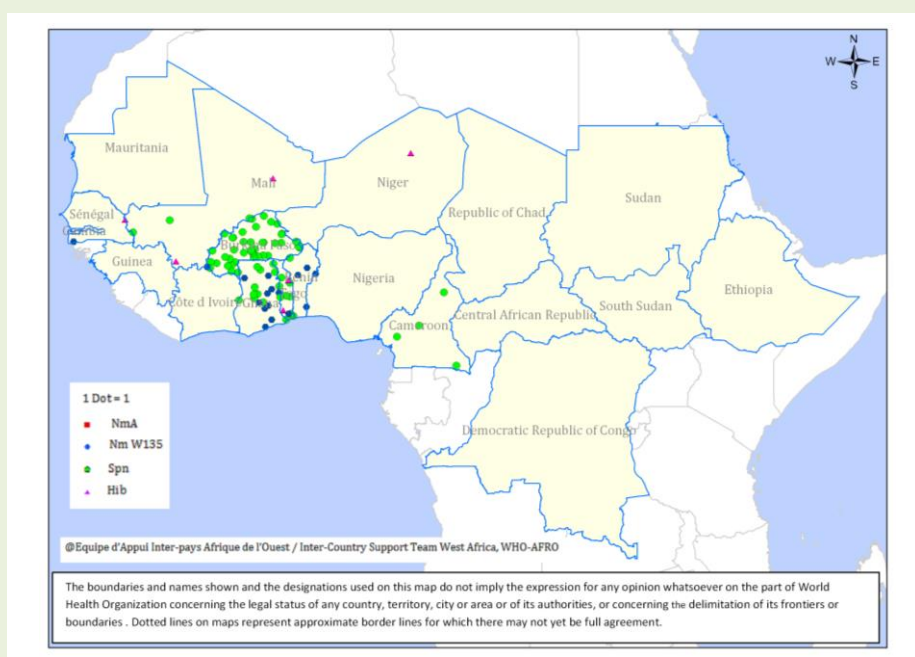 N
W E
S
Mauritania
Mali
Niger
Sudan
Republic of Chad
Sénégal
Gambia
Burkina Faso
Guinea
Benin
Nigeria
Ethiopia
Togo
Côte d Ivoir
Ghana
South Sudan
Central African Republic
Cameroon
Democratic Republic of Congo
1 Dot = 1
NmA
Nm W135
Spn
Hib
@Equipe d'Appui Inter-pays Afrique de l'Ouest / Inter-Country Support Team West Africa, WHO-AFRO
The boundaries and names shown and the designations used on this map do not imply the expression for any opinion whatsoever on the part of World
Health Organization concerning the legal status of any country, territory, city or area or of its authorities, or concerning the delimitation of its frontiers or
boundaries . Dotted lines on maps represent approximate border lines for which there may not yet be full agreement.